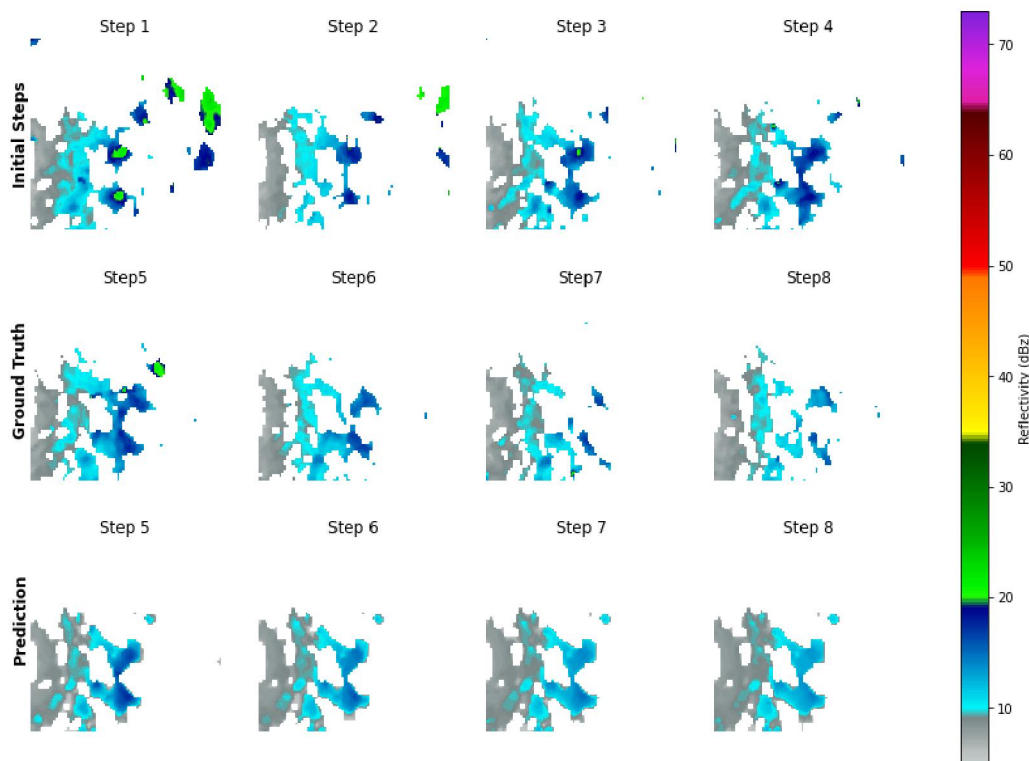 Step 1
Step 2
Step 3
Step 4
Initial Steps
Step5
Step6
Step7
Step8
Ground Truth
Step 5
Step 6
Step 7
Step 8
Prediction
70
60
50
40
30
20
10
Reflectivity (dBz)